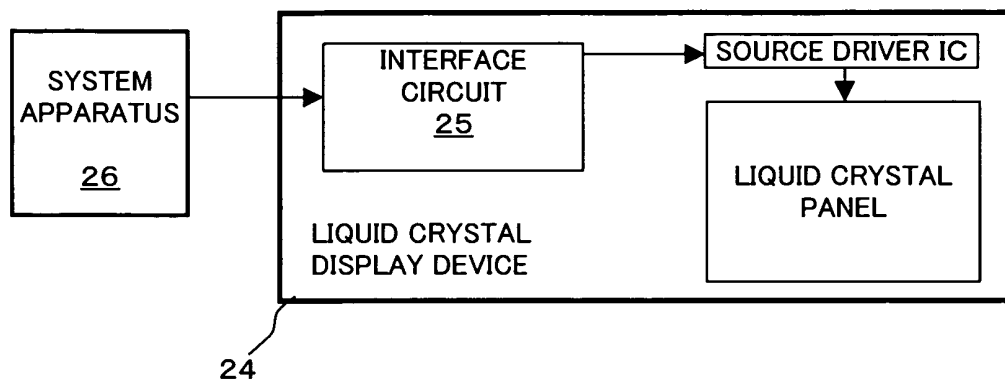 SYSTEM
APPARATUS
26
INTERFACE
CIRCUIT
25
SOURCE DRIVER IC
LIQUID CRYSTAL
PANEL
LIQUID CRYSTAL
DISPLAY DEVICE
24